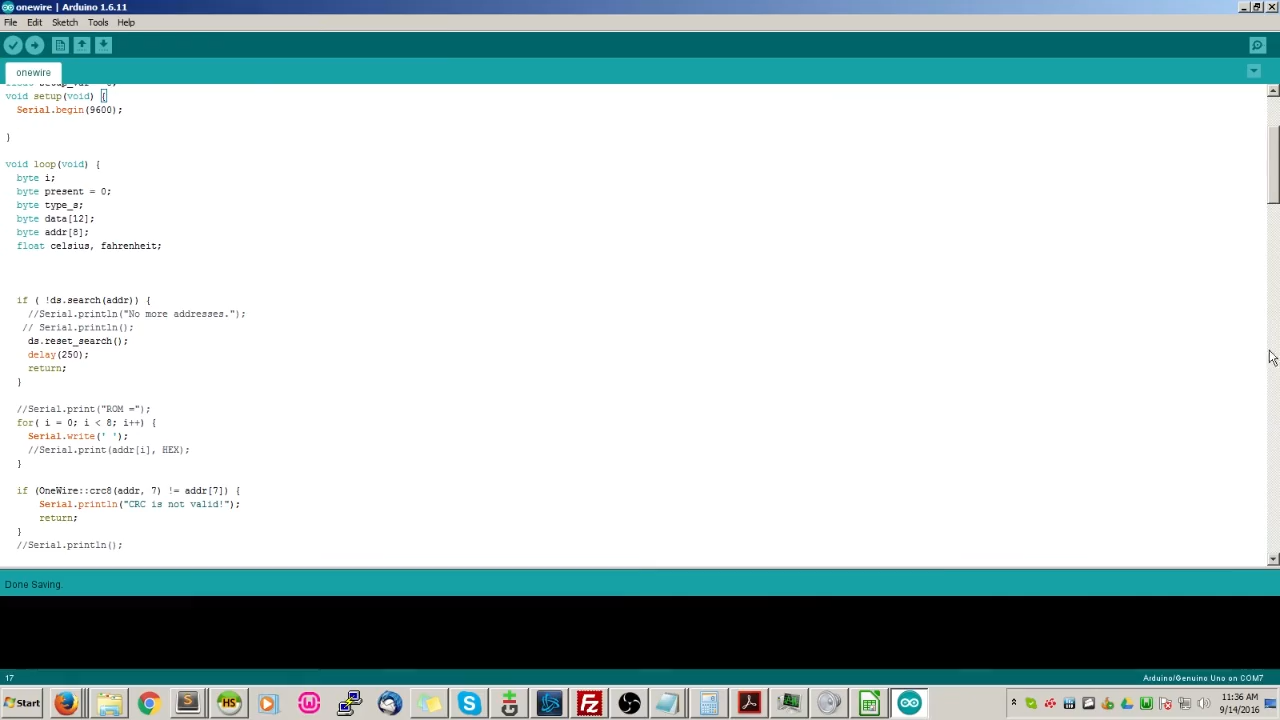 onewire | Arduino 1.6.11
File Edit Sketch Tools Help
onewire
void setup(void) {
Serial.begin(9600);
}
void loop(void) {
byte i;
byte present = 0;
byte type_s;
byte data[12];
byte addr[8];
float celsius, fahrenheit;
if ( !ds.search(addr)) {
//Serial.println("No more addresses.");
// Serial.println();
ds.reset_search();
delay(250);
return;
}
//Serial.print("ROM =");
for( i = 0; i < 8; i++) {
Serial.write(' ');
//Serial.print(addr[i], HEX);
}
if (OneWire::crc8(addr, 7) != addr[7]) {
Serial.println("CRC is not valid!");
return;
}
//Serial.println();
Done Saving.
17
Arduino/Genuino Uno on COM7
Start
HS
11:36 AM
9/14/2016